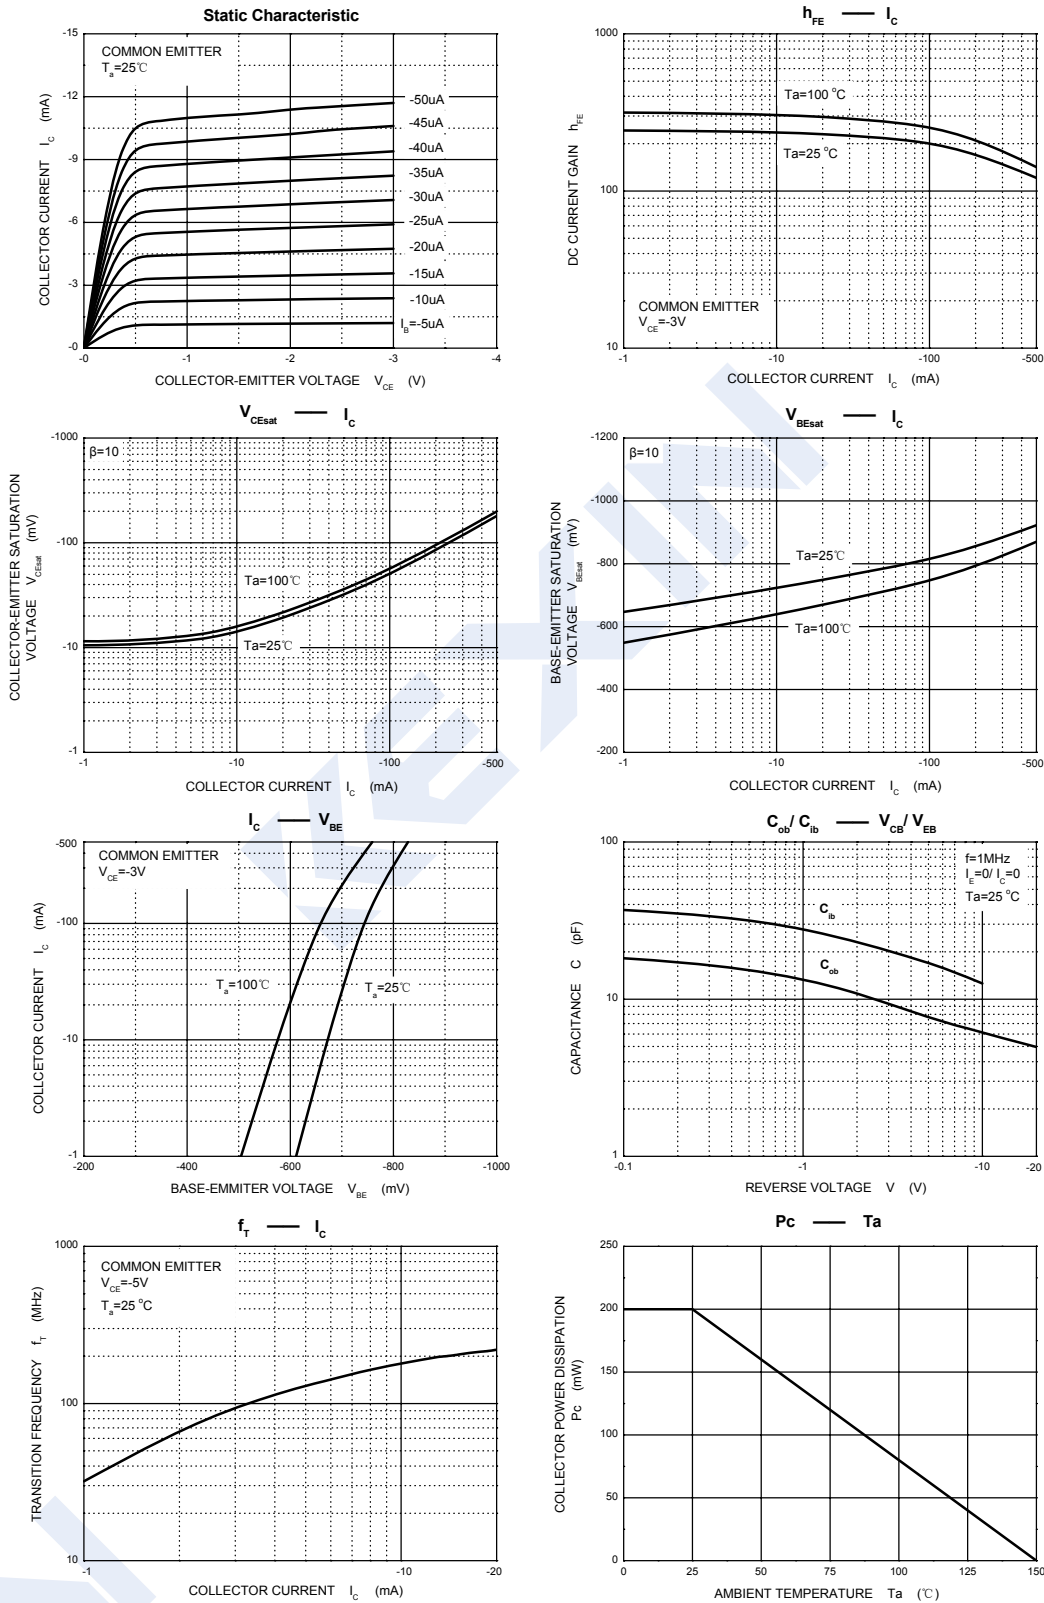 Static Characteristic
COMMON EMITTER
Ta=25℃
-15
-12
-9
-6
-3
-0
COLLECTOR CURRENT IC (mA)
-50uA
-45uA
-40uA
-35uA
-30uA
-25uA
-20uA
-15uA
-10uA
IB=-5uA
-0
-1
-2
-3
-4
COLLECTOR-EMITTER VOLTAGE VCE (V)
hFE — IC
1000
100
10
DC CURRENT GAIN hFE
Ta=100 °C
Ta=25 °C
COMMON EMITTER
VCE=-3V
-1
-10
-100
-500
COLLECTOR CURRENT IC (mA)
VCEsat — IC
β=10
-1000
-100
-10
-1
COLLECTOR-EMITTER SATURATION
VOLTAGE VCEsat (mV)
Ta=100℃
Ta=25℃
-1
-10
-100
-500
COLLECTOR CURRENT IC (mA)
VBEsat — IC
β=10
-1200
-1000
-800
-600
-400
-200
BASE-EMITTER SATURATION
VOLTAGE VBEsat (mV)
Ta=25℃
Ta=100℃
-1
-10
-100
-500
COLLECTOR CURRENT IC (mA)
IC — VBE
COMMON EMITTER
VCE=-3V
-500
-100
-10
-1
COLLCETOR CURRENT IC (mA)
Ta=100℃
Ta=25℃
-200
-400
-600
-800
-1000
BASE-EMMITER VOLTAGE VBE (mV)
Cob/ Cib — VCB/ VEB
f=1MHz
IE=0/ IC=0
Ta=25 °C
100
10
1
CAPACITANCE C (pF)
Cib
Cob
-0.1
-1
-10
-20
REVERSE VOLTAGE V (V)
fT — IC
COMMON EMITTER
VCE=-5V
Ta=25 °C
1000
100
10
TRANSITION FREQUENCY fT (MHz)
-1
-10
-20
COLLECTOR CURRENT IC (mA)
Pc — Ta
250
200
150
100
50
0
COLLECTOR POWER DISSIPATION
Pc (mW)
0
25
50
75
100
125
150
AMBIENT TEMPERATURE Ta (℃)
KEXIN